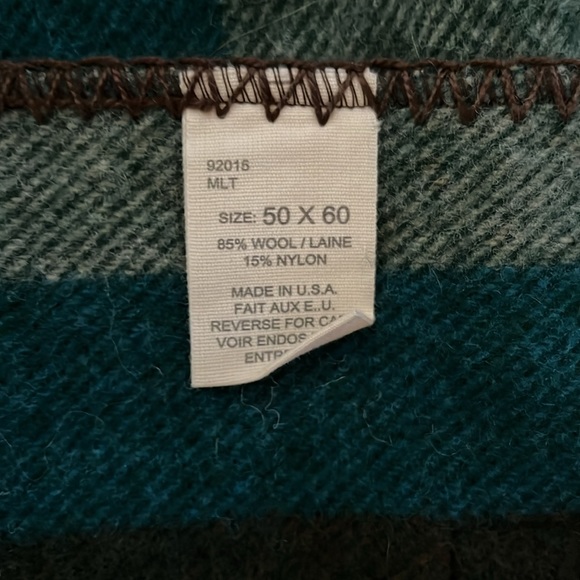 92016
MLT
SIZE: 50 X 60
85% WOOL / LAINE
15% NYLON
MADE IN U.S.A.
FAIT AUX E..U.
REVERSE FOR
VOIR ENDOS